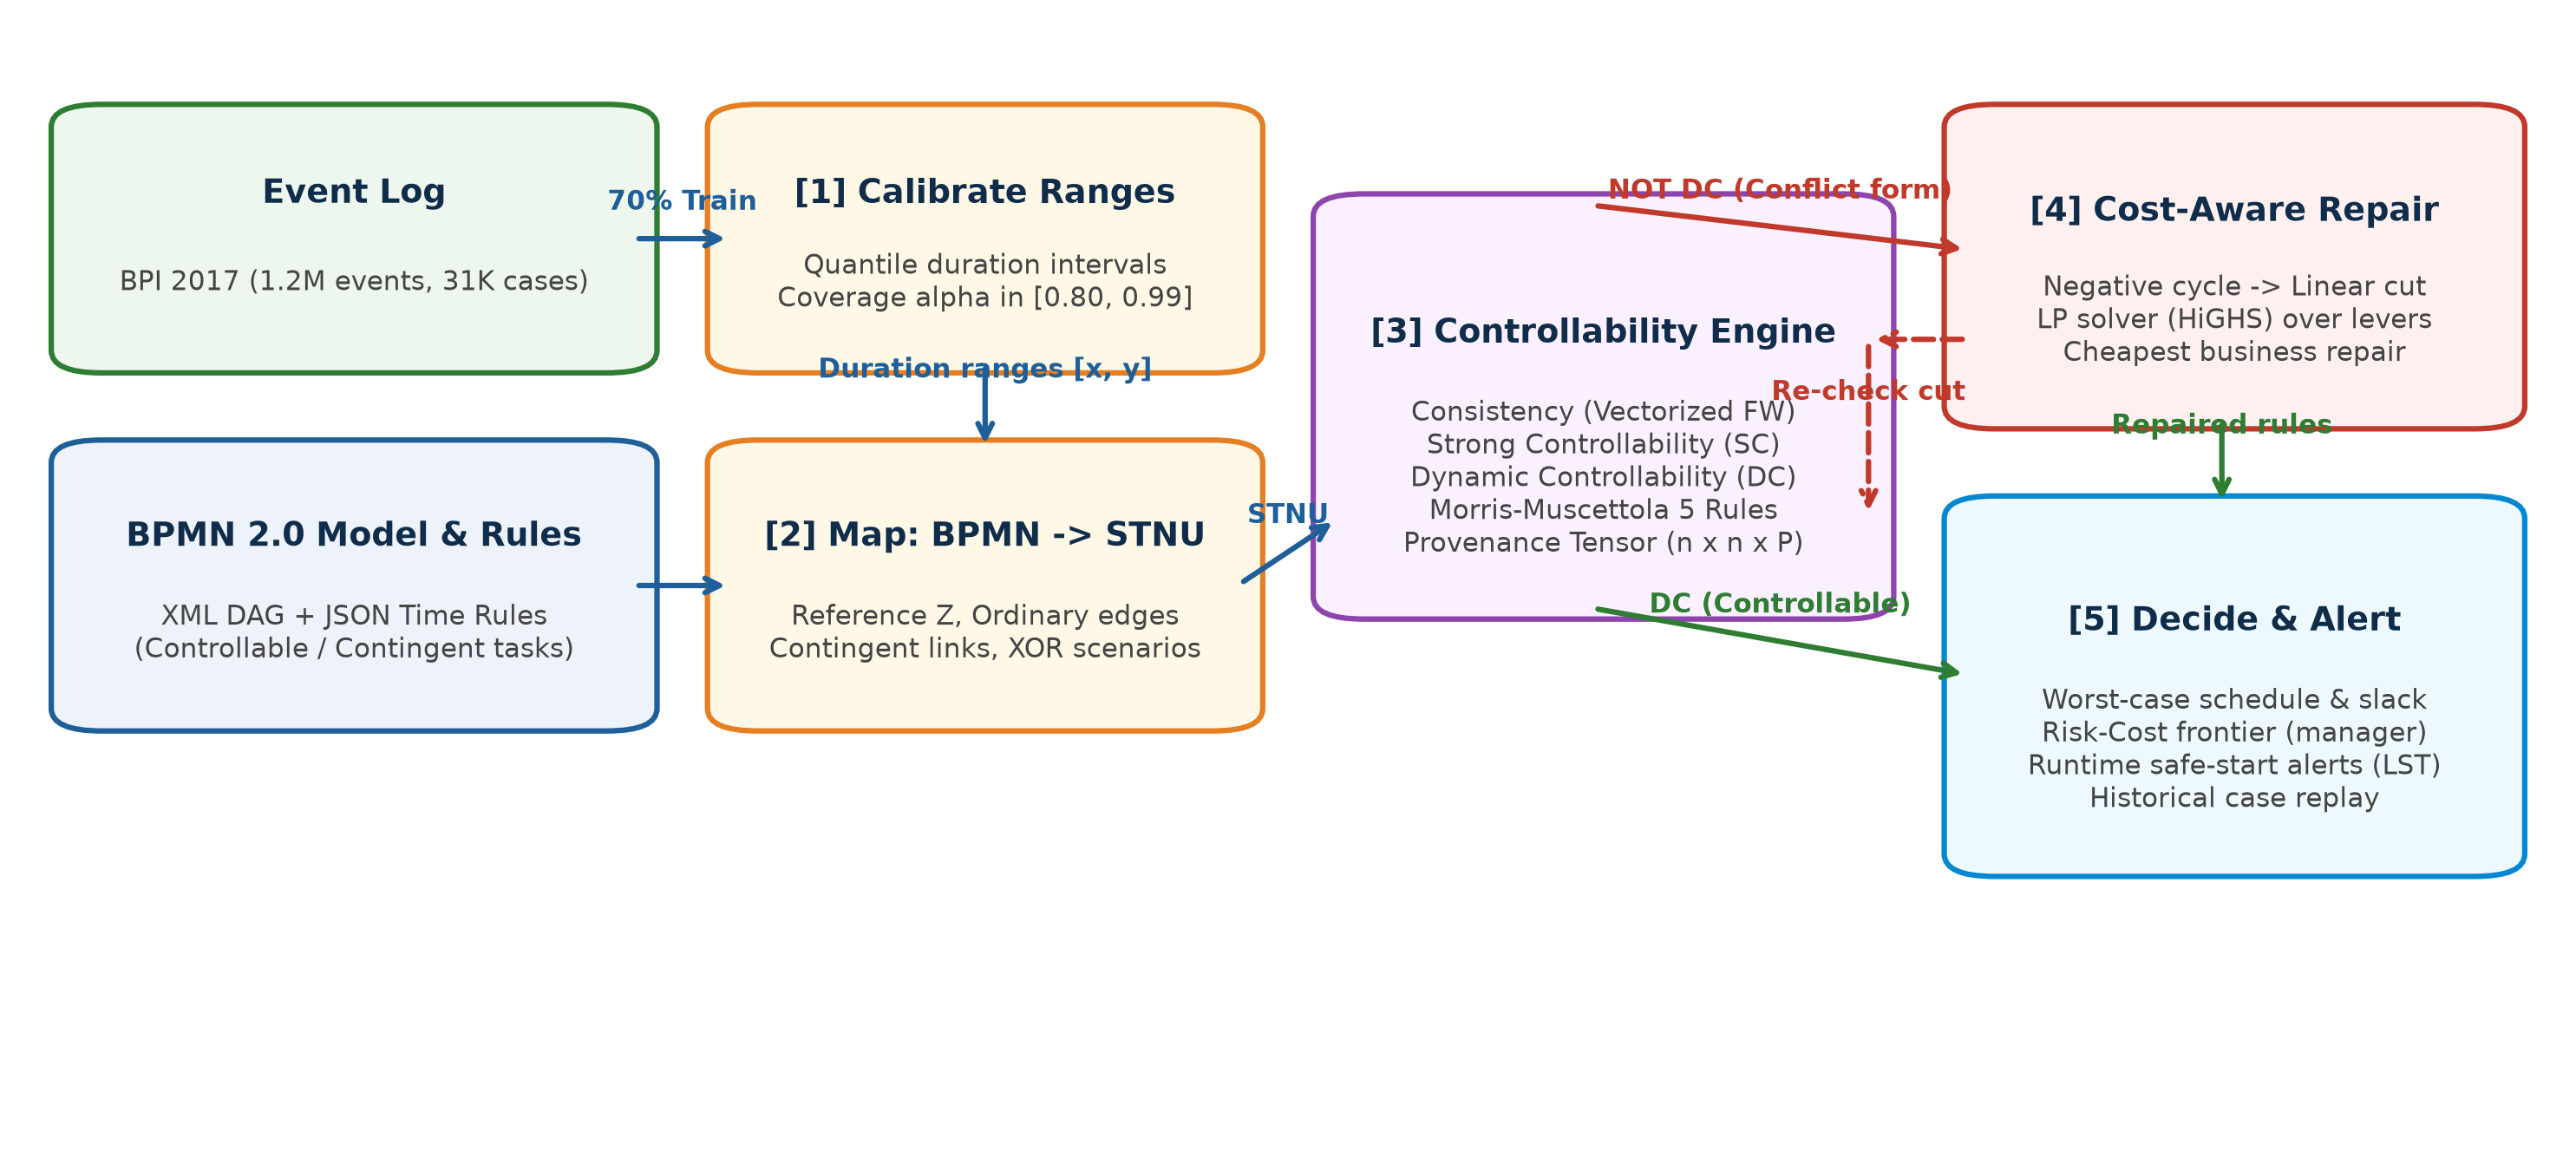 Event Log
BPI 2017 (1.2M events, 31K cases)
70% Train
[1] Calibrate Ranges
Quantile duration intervals
Coverage alpha in [0.80, 0.99]
Duration ranges [x, y]
BPMN 2.0 Model & Rules
XML DAG + JSON Time Rules
(Controllable / Contingent tasks)
[2] Map: BPMN -> STNU
Reference Z, Ordinary edges
Contingent links, XOR scenarios
STNU
[3] Controllability Engine
Consistency (Vectorized FW)
Strong Controllability (SC)
Dynamic Controllability (DC)
Morris-Muscettola 5 Rules
Provenance Tensor (n x n x P)
NOT DC (Conflict form)
Re-check cut
DC (Controllable)
[4] Cost-Aware Repair
Negative cycle -> Linear cut
LP solver (HiGHS) over levers
Cheapest business repair
Repaired rules
[5] Decide & Alert
Worst-case schedule & slack
Risk-Cost frontier (manager)
Runtime safe-start alerts (LST)
Historical case replay